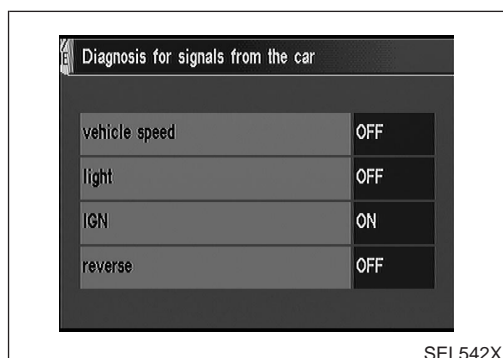 E
Diagnosis for signals from the car
vehicle speed OFF
light OFF
IGN ON
reverse OFF
SEL542X